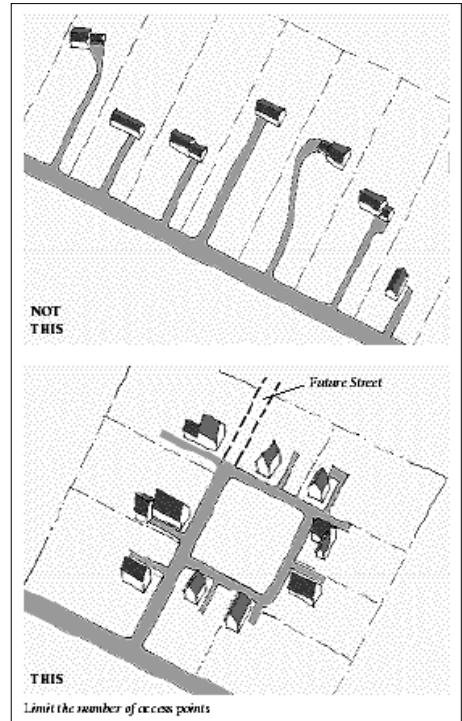 NOT
THIS
Future Street
THIS
Limit the number of access points